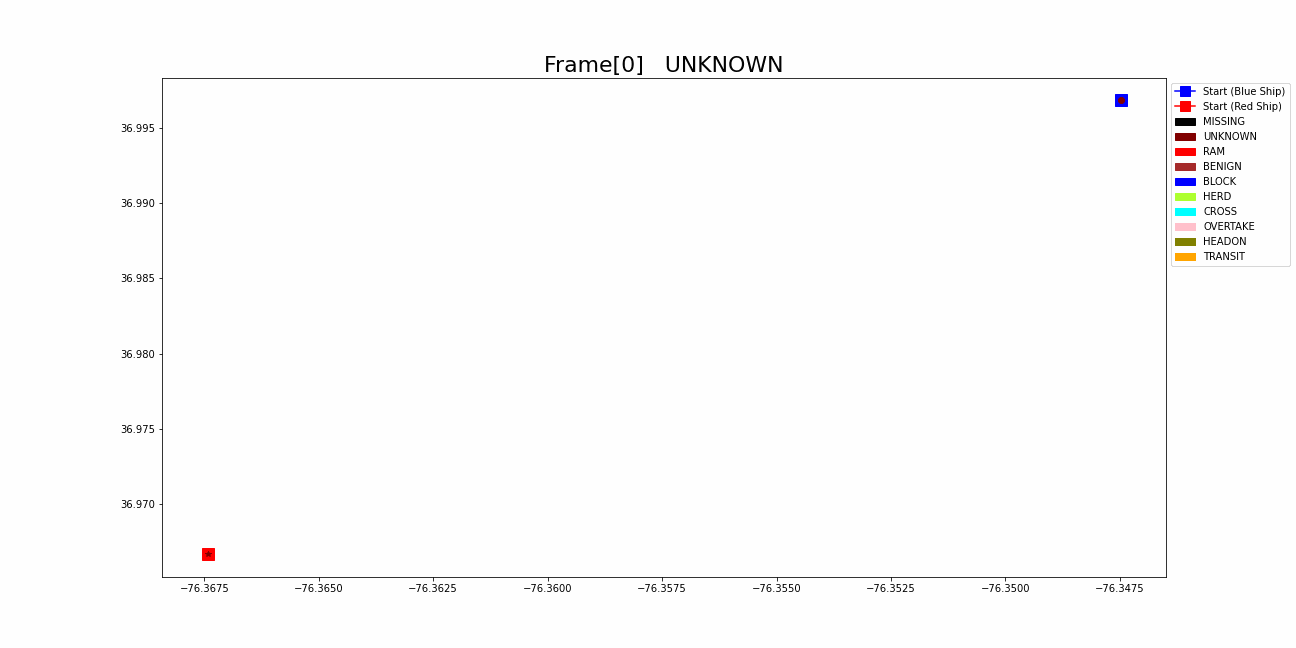 Frame[0]   UNKNOWN
Start (Blue Ship)
Start (Red Ship)
MISSING
UNKNOWN
RAM
BENIGN
BLOCK
HERD
CROSS
OVERTAKE
HEADON
TRANSIT
36.995
36.990
36.985
36.980
36.975
36.970
−76.3675 −76.3650 −76.3625 −76.3600 −76.3575 −76.3550 −76.3525 −76.3500 −76.3475